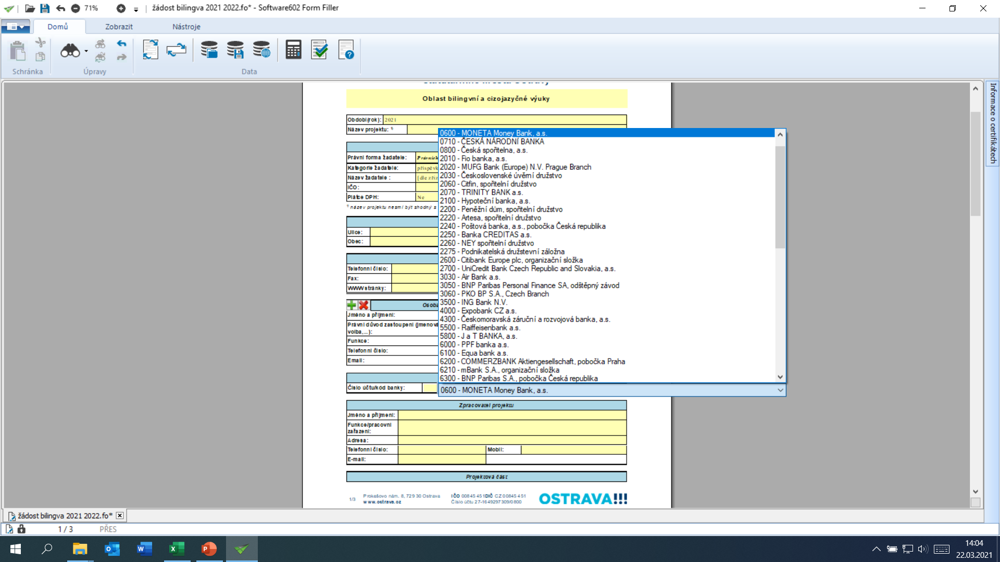 71%
žádost bilingva 2021 2022.fo* - Software602 Form Filler
Domů
Zobrazit
Nástroje
Schránka
Úpravy
Data
Informace o certifikátech
Oblast bilingvní a cizojazyčné výuky
Období(rok): 2021
Název projektu: 1)
Právní forma žadatele:
Kategorie žadatele:
Název žadatele :
IČO:
Plátce DPH: Ne
1) název projektu nesmí být shodný s
Ulice:
Obec:
Telefonní číslo:
Fax:
WWW stránky:
Jméno a příjmení:
Právní důvod zastoupení
volba,...):
Funkce:
Telefonní číslo:
Email:
Číslo účtu/kód banky:
0600 - MONETA Money Bank, a.s.
0710 - ČESKÁ NÁRODNÍ BANKA
0800 - Česká spořitelna, a.s.
2010 - Fio banka, a.s.
2020 - MUFG Bank (Europe) N.V. Prague Branch
2030 - Československé úvěrní družstvo
2060 - Citfin, spořitelní družstvo
2070 - TRINITY BANK a.s.
2100 - Hypoteční banka, a.s.
2200 - Peněžní dům, spořitelní družstvo
2220 - Artesa, spořitelní družstvo
2240 - Poštová banka, a.s., pobočka Česká republika
2250 - Banka CREDITAS a.s.
2260 - NEY spořitelní družstvo
2275 - Podnikatelská družstevní záložna
2600 - Citibank Europe plc, organizační složka
2700 - UniCredit Bank Czech Republic and Slovakia, a.s.
3030 - Air Bank a.s.
3050 - BNP Paribas Personal Finance SA, odštěpný závod
3060 - PKO BP S.A., Czech Branch
3500 - ING Bank N.V.
4000 - Expobank CZ a.s.
4300 - Českomoravská záruční a rozvojová banka, a.s.
5500 - Raiffeisenbank a.s.
5800 - J a T BANKA, a.s.
6000 - PPF banka a.s.
6100 - Equa bank a.s.
6200 - COMMERZBANK Aktiengesellschaft, pobočka Praha
6210 - mBank S.A., organizační složka
6300 - BNP Paribas S.A., pobočka Česká republika
0600 - MONETA Money Bank, a.s.
Zpracovatel projektu
Jméno a příjmení:
Funkce/pracovní
zařazení:
Adresa:
Telefonní číslo:
Mobil:
E-mail:
Projektová část
1/3
Prokešovo nám. 8, 729 30 Ostrava
www.ostrava.cz
IČO 00845 451 DIČ CZ00845451
Číslo účtu 27-1649297309/0800
OSTRAVA!!!
žádost bilingva 2021 2022.fo*
1 / 3
PŘES
14:04
22.03.2021